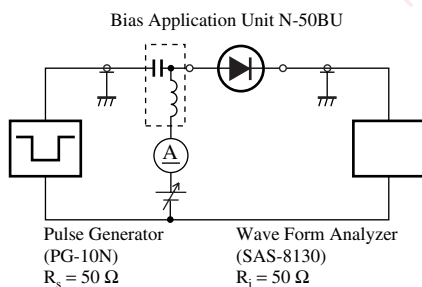 Bias Application Unit N-50BU
A
Pulse Generator
(PG-10N)
Rs = 50 Ω
Wave Form Analyzer
(SAS-8130)
Ri = 50 Ω